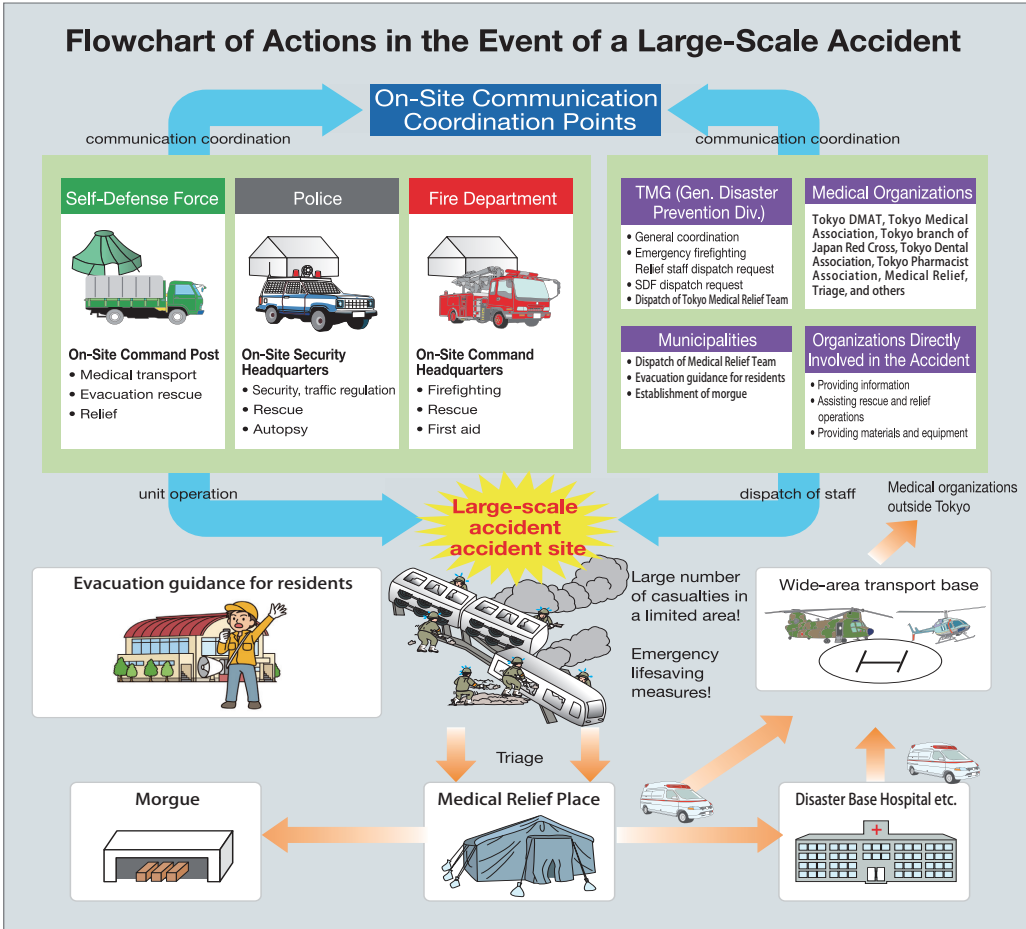 Flowchart of Actions in the Event of a Large-Scale Accident
On-Site Communication
Coordination Points
communication coordination
communication coordination
Self-Defense Force
On-Site Command Post
• Medical transport
• Evacuation rescue
• Relief
Police
On-Site Security
Headquarters
• Security, traffic regulation
• Rescue
• Autopsy
Fire Department
On-Site Command
Headquarters
• Firefighting
• Rescue
• First aid
TMG (Gen. Disaster
Prevention Div.)
• General coordination
• Emergency firefighting
Relief staff dispatch request
• SDF dispatch request
• Dispatch of Tokyo Medical Relief Team
Medical Organizations
Tokyo DMAT, Tokyo Medical
Association, Tokyo branch of
Japan Red Cross, Tokyo Dental
Association, Tokyo Pharmacist
Association, Medical Relief,
Triage, and others
Municipalities
• Dispatch of Medical Relief Team
• Evacuation guidance for residents
• Establishment of morgue
Organizations Directly
Involved in the Accident
• Providing information
• Assisting rescue and relief
operations
• Providing materials and equipment
unit operation
dispatch of staff
Large-scale
accident
accident site
Medical organizations
outside Tokyo
Evacuation guidance for residents
Large number
of casualties in
a limited area!
Emergency
lifesaving
measures!
Wide-area transport base
H
Triage
Morgue
Medical Relief Place
Disaster Base Hospital etc.